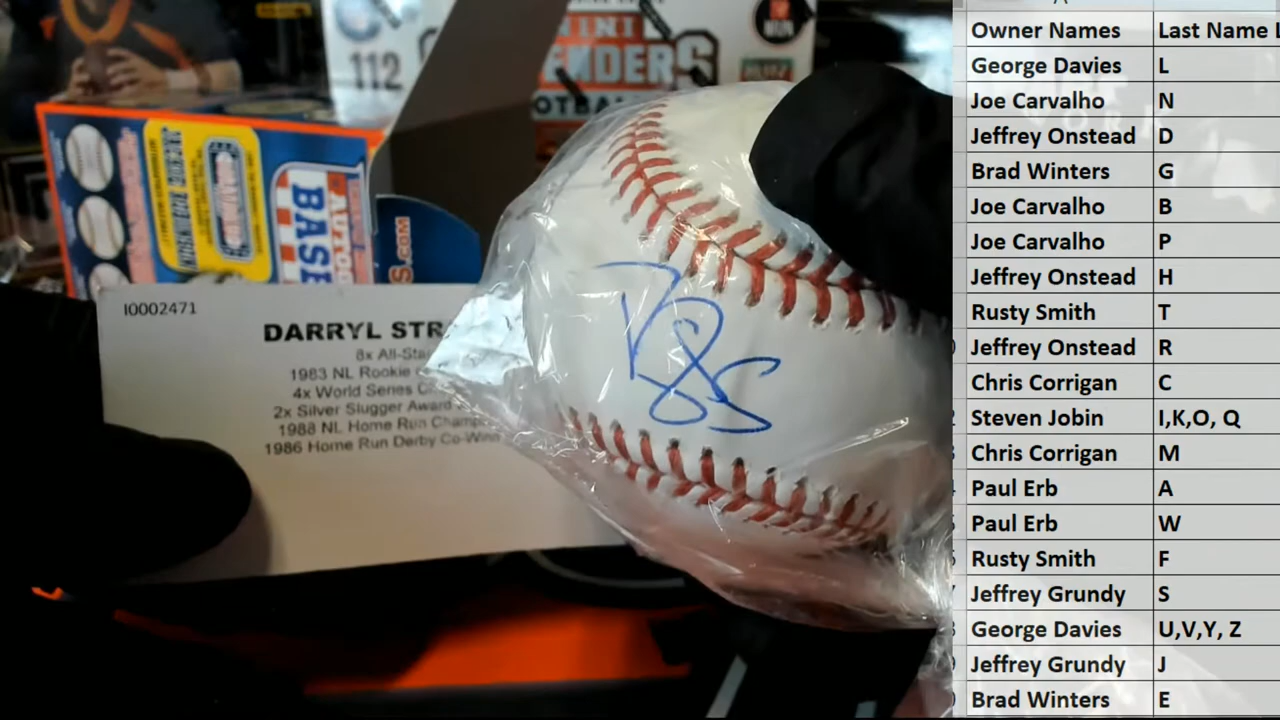 112
I0002471
DARRYL STR
8x All-Sta
1983 NL Rookie
4x World Series C
2x Silver Slugger Award
1988 NL Home Run Champ
1986 Home Run Derby Co-Winn
BASE
S.COM
Owner Names Last Name L
George Davies L
Joe Carvalho N
Jeffrey Onstead D
Brad Winters G
Joe Carvalho B
Joe Carvalho P
Jeffrey Onstead H
Rusty Smith T
Jeffrey Onstead R
Chris Corrigan C
Steven Jobin I,K,O, Q
Chris Corrigan M
Paul Erb A
Paul Erb W
Rusty Smith F
Jeffrey Grundy S
George Davies U,V,Y, Z
Jeffrey Grundy J
Brad Winters E